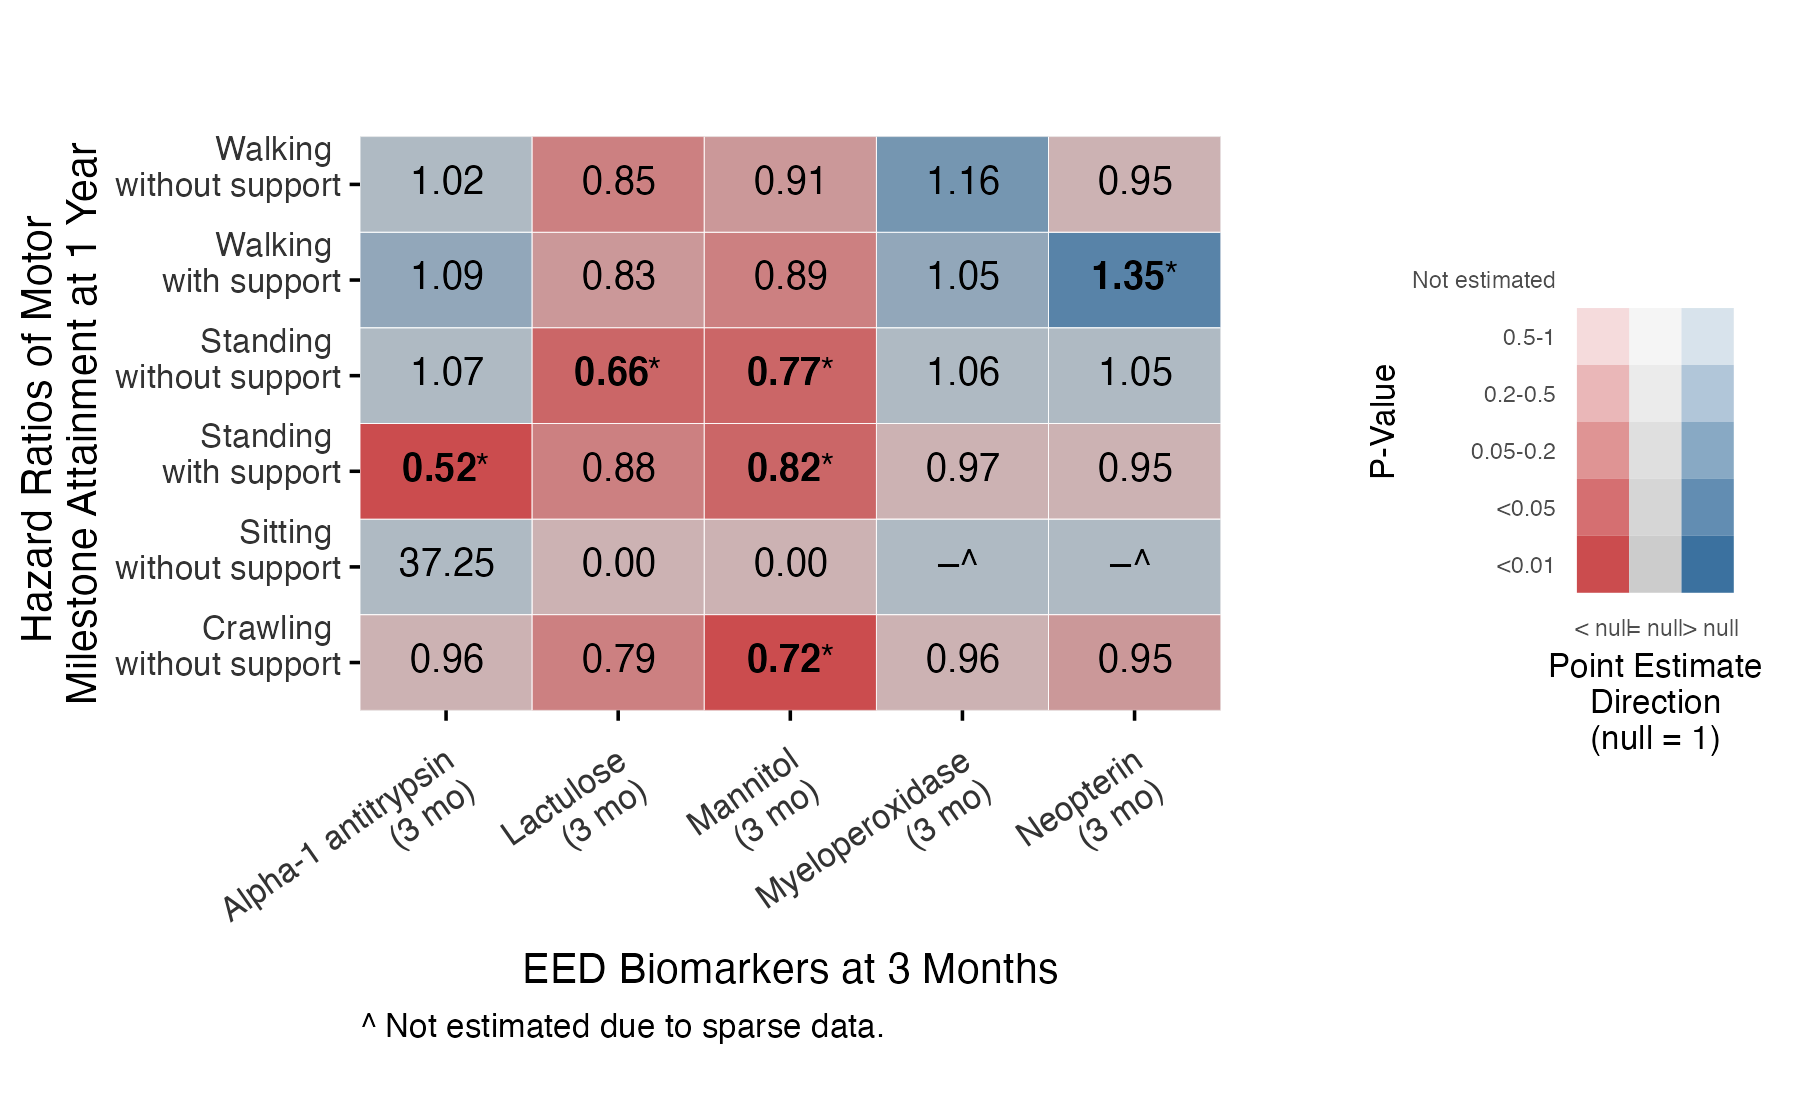 Hazard Ratios of Motor
Milestone Attainment at 1 Year
Walking
without support
1.02 0.85 0.91 1.16 0.95
Walking
with support
1.09 0.83 0.89 1.05 1.35*
Standing
without support
1.07 0.66* 0.77* 1.06 1.05
Standing
with support
0.52* 0.88 0.82* 0.97 0.95
Sitting
without support
37.25 0.00 0.00 –^ –^
Crawling
without support
0.96 0.79 0.72* 0.96 0.95
Alpha-1 antitrypsin
(3 mo)
Lactulose
(3 mo)
Mannitol
(3 mo)
Myeloperoxidase
(3 mo)
Neopterin
(3 mo)
EED Biomarkers at 3 Months
^ Not estimated due to sparse data.
P-Value
Not estimated
0.5-1
0.2-0.5
0.05-0.2
<0.05
<0.01
< null = null > null
Point Estimate
Direction
(null = 1)